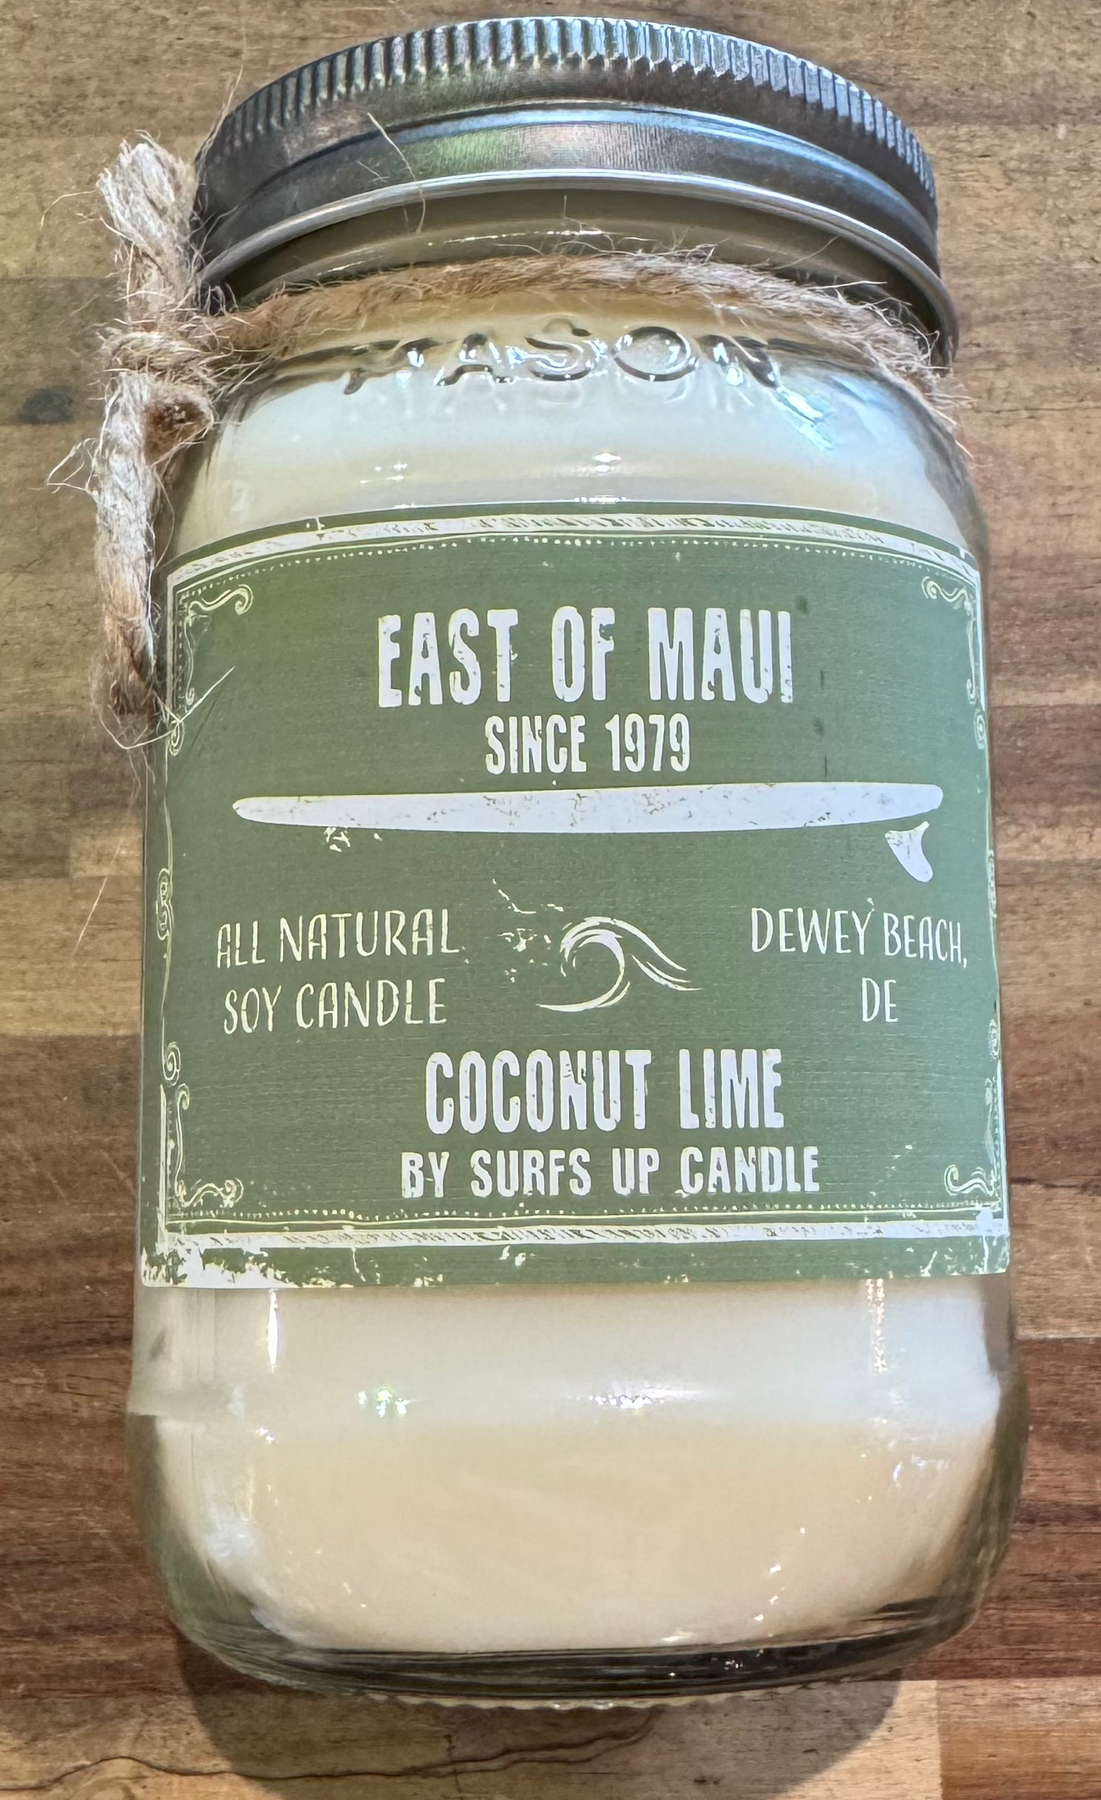 MASON
EAST OF MAUI
SINCE 1979
ALL NATURAL
SOY CANDLE
DEWEY BEACH,
DE
COCONUT LIME
BY SURFS UP CANDLE